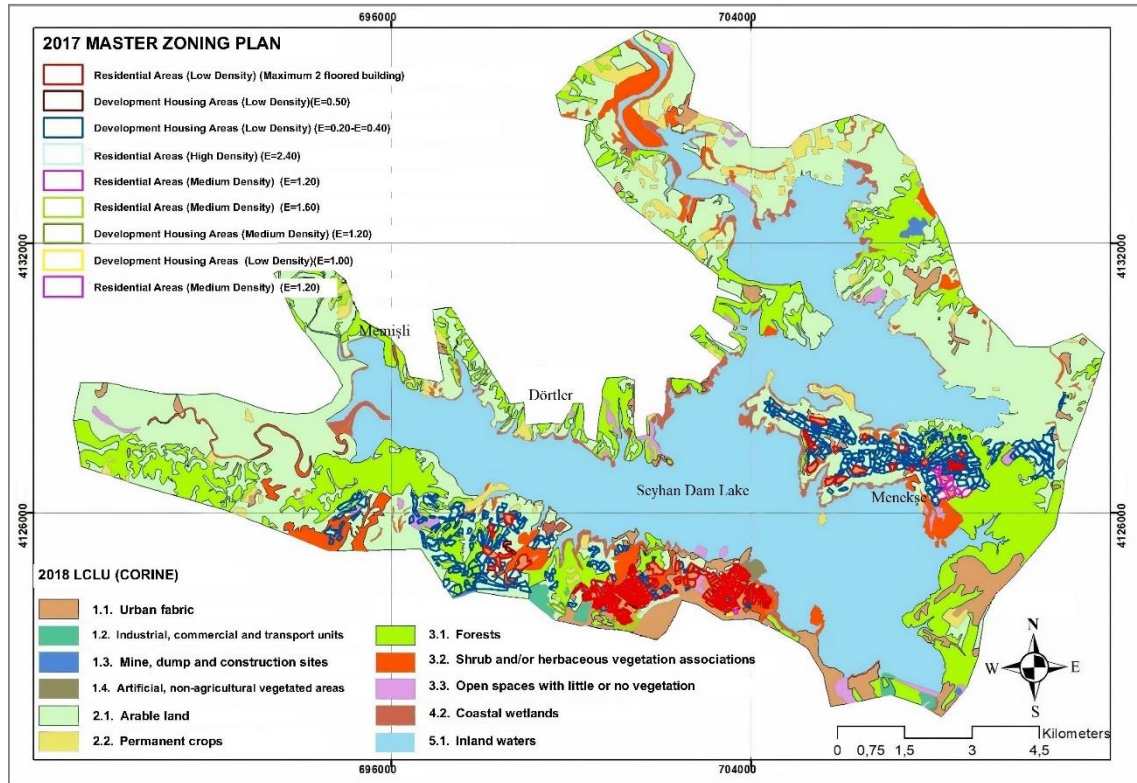 696000
704000
2017 MASTER ZONING PLAN
Residential Areas (Low Density) (Maximum 2 floored building)
Development Housing Areas (Low Density)(E=0.50)
Development Housing Areas (Low Density) (E=0.20-E=0.40)
Residential Areas (High Density) (E=2.40)
Residential Areas (Medium Density) (E=1.20)
Residential Areas (Medium Density) (E=1.60)
Development Housing Areas (Medium Density) (E=1.20)
Development Housing Areas (Low Density)(E=1.00)
Residential Areas (Medium Density) (E=1.20)
4132000
4132000
Memişli
Dörtler
Seyhan Dam Lake
Menekşe
4126000
4126000
2018 LCLU (CORINE)
1.1. Urban fabric
1.2. Industrial, commercial and transport units
1.3. Mine, dump and construction sites
1.4. Artificial, non-agricultural vegetated areas
2.1. Arable land
2.2. Permanent crops
3.1. Forests
3.2. Shrub and/or herbaceous vegetation associations
3.3. Open spaces with little or no vegetation
4.2. Coastal wetlands
5.1. Inland waters
N
W
E
S
Kilometers
0 0,75 1,5 3 4,5
696000
704000